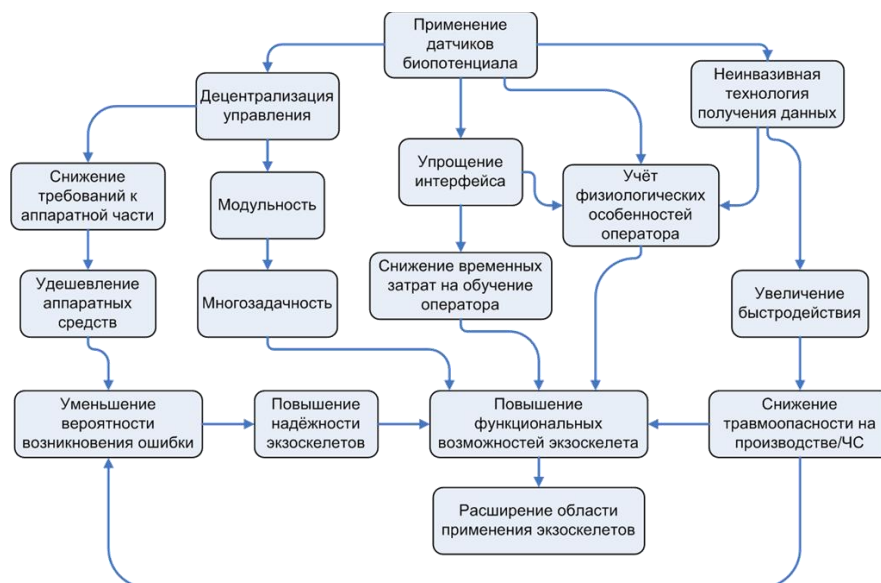 Применение
датчиков
биопотенциала
Децентрализация
управления
Неинвазивная
технология
получения данных
Снижение
требований к
аппаратной части
Модульность
Упрощение
интерфейса
Учёт
физиологических
особенностей
оператора
Удешевление
аппаратных
средств
Многозадачность
Снижение временных
затрат на обучение
оператора
Увеличение
быстродействия
Уменьшение
вероятности
возникновения ошибки
Повышение
надёжности
экзоскелетов
Повышение
функциональных
возможностей экзоскелета
Снижение
травмоопасности на
производстве/ЧС
Расширение области
применения экзоскелетов